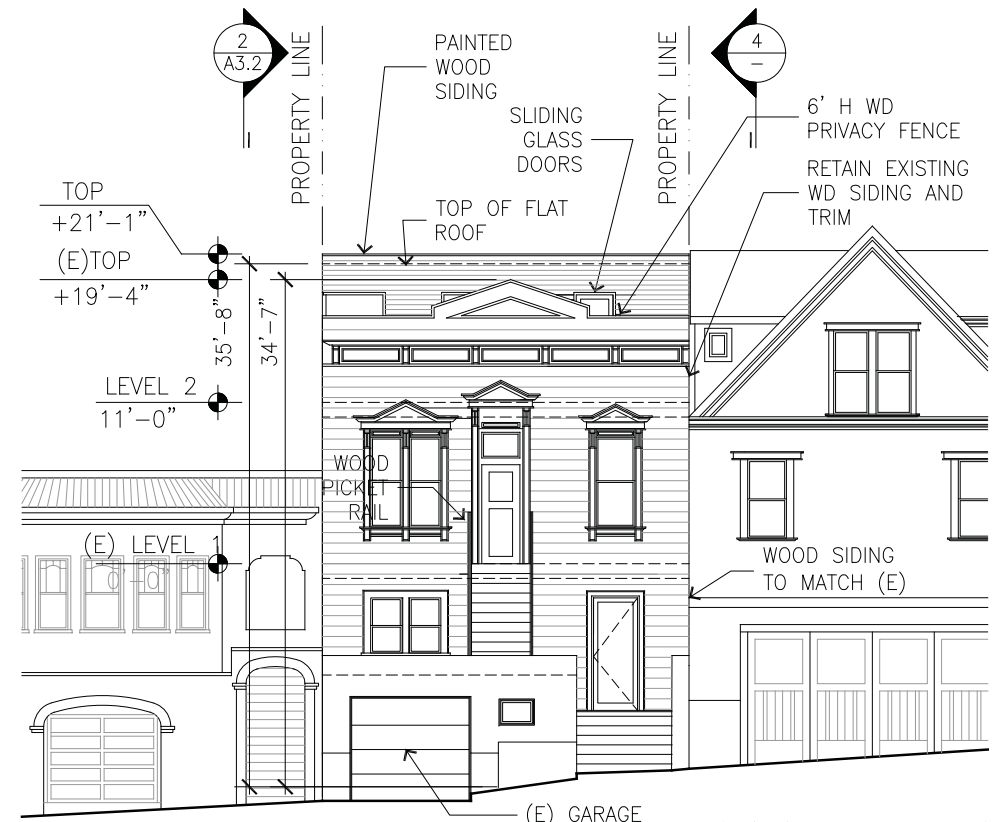 2
A3.2
PROPERTY LINE
PAINTED
WOOD
SIDING
SLIDING
GLASS
DOORS
PROPERTY LINE
4
–
6' H WD
PRIVACY FENCE
RETAIN EXISTING
WD SIDING AND
TRIM
TOP
+21'-1"
(E)TOP
+19'-4"
TOP OF FLAT
ROOF
35'-8"
34'-7"
LEVEL 2
11'-0"
WOOD
PICKET
RAIL
(E) LEVEL 1
0'-0"
WOOD SIDING
TO MATCH (E)
(E) GARAGE